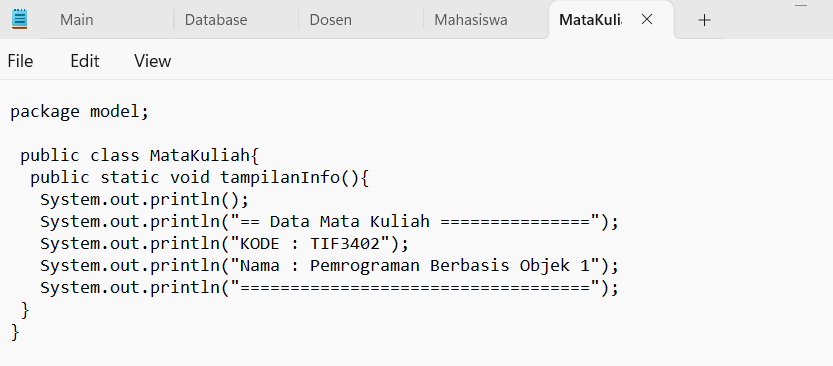 Main Database Dosen Mahasiswa MataKuli
File Edit View
package model;
public class MataKuliah{
public static void tampilanInfo(){
System.out.println();
System.out.println("== Data Mata Kuliah ===============");
System.out.println("KODE : TIF3402");
System.out.println("Nama : Pemrograman Berbasis Objek 1");
System.out.println("===================================");
}
}